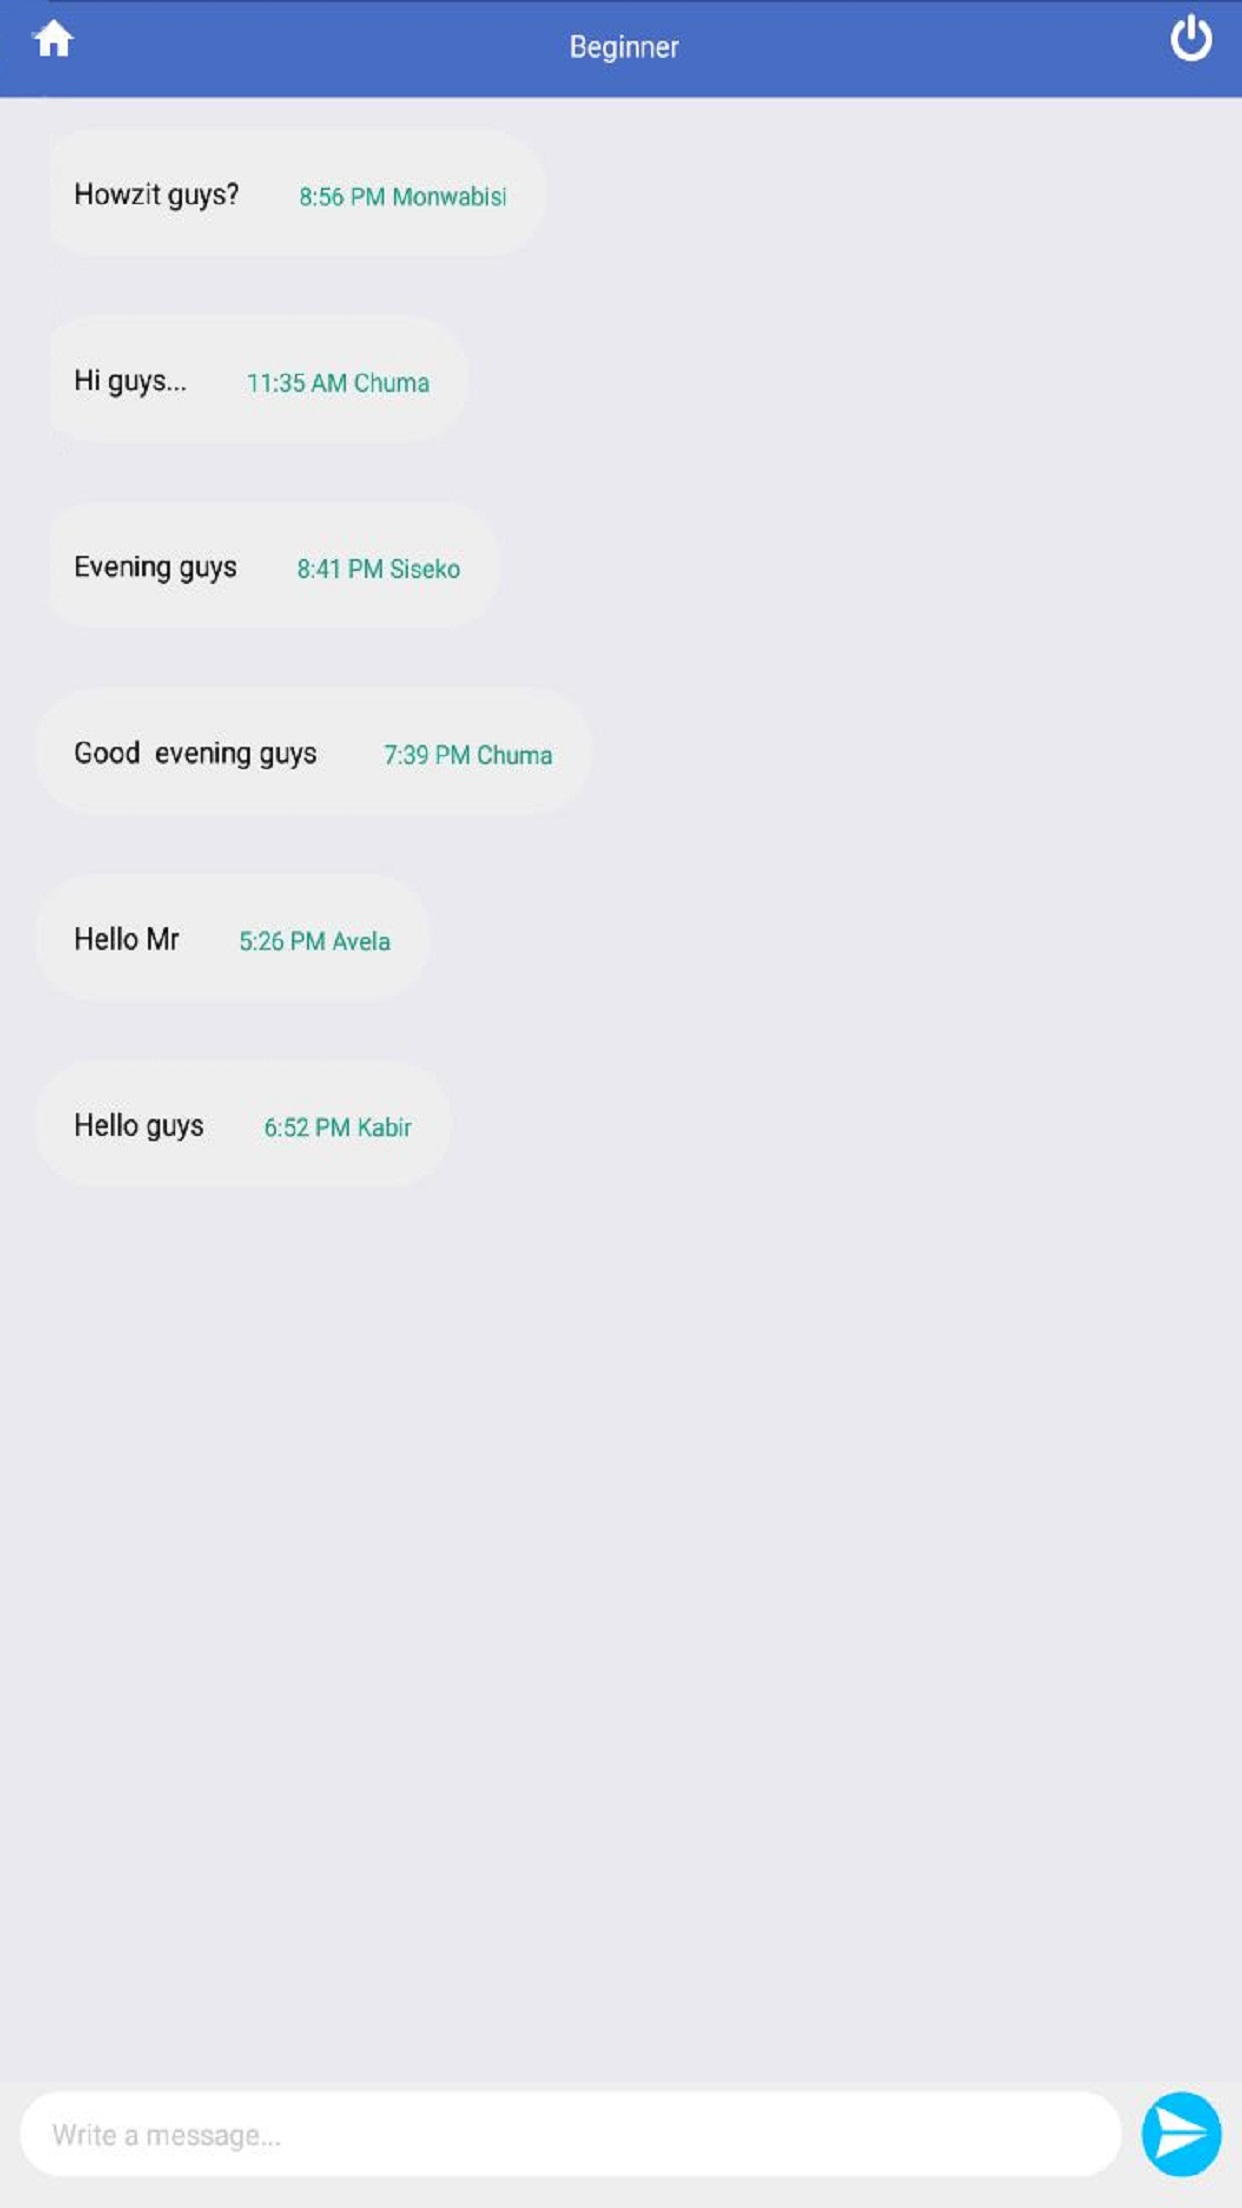 Beginner
Howzit guys? 8:56 PM Monwabisi
Hi guys... 11:35 AM Chuma
Evening guys 8:41 PM Siseko
Good  evening guys 7:39 PM Chuma
Hello Mr 5:26 PM Avela
Hello guys 6:52 PM Kabir
Write a message...